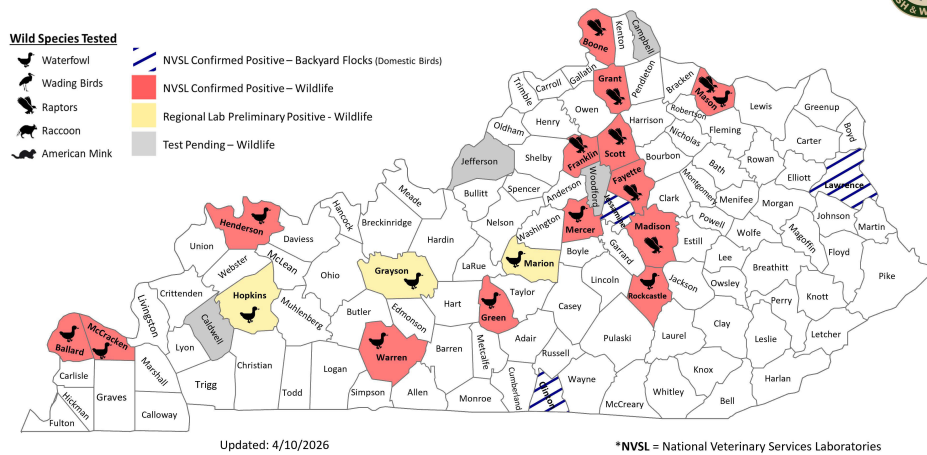 SH & W
Wild Species Tested
Waterfowl
Wading Birds
Raptors
Raccoon
American Mink
NVSL Confirmed Positive – Backyard Flocks (Domestic Birds)
NVSL Confirmed Positive – Wildlife
Regional Lab Preliminary Positive - Wildlife
Test Pending – Wildlife
Boone
Kenton
Campbell
Gallatin
Grant
Pendleton
Bracken
Mason
Lewis
Greenup
Trimble
Carroll
Owen
Robertson
Harrison
Fleming
Carter
Boyd
Oldham
Henry
Nicholas
Rowan
Jefferson
Shelby
Franklin
Scott
Bourbon
Bath
Elliott
Lawrence
Bullitt
Spencer
Anderson
Woodford
Fayette
Montgomery
Menifee
Morgan
Clark
Johnson
Martin
Meade
Hancock
Breckinridge
Nelson
Washington
Mercer
Madison
Powell
Wolfe
Magoffin
Floyd
Henderson
Daviess
Hardin
Boyle
Garrard
Estill
Lee
Breathitt
Pike
Union
Webster
McLean
Ohio
Grayson
LaRue
Marion
Lincoln
Rockcastle
Jackson
Owsley
Perry
Knott
Crittenden
Hopkins
Muhlenberg
Butler
Edmonson
Hart
Green
Taylor
Casey
Pulaski
Laurel
Clay
Leslie
Letcher
Livingston
Caldwell
Lyon
Warren
Barren
Metcalfe
Adair
Russell
Ballard
McCracken
Carlisle
Marshall
Trigg
Christian
Todd
Logan
Simpson
Allen
Monroe
Cumberland
Clinton
Wayne
McCreary
Whitley
Knox
Bell
Harlan
Hickman
Graves
Fulton
Calloway
Updated: 4/10/2026
*NVSL = National Veterinary Services Laboratories